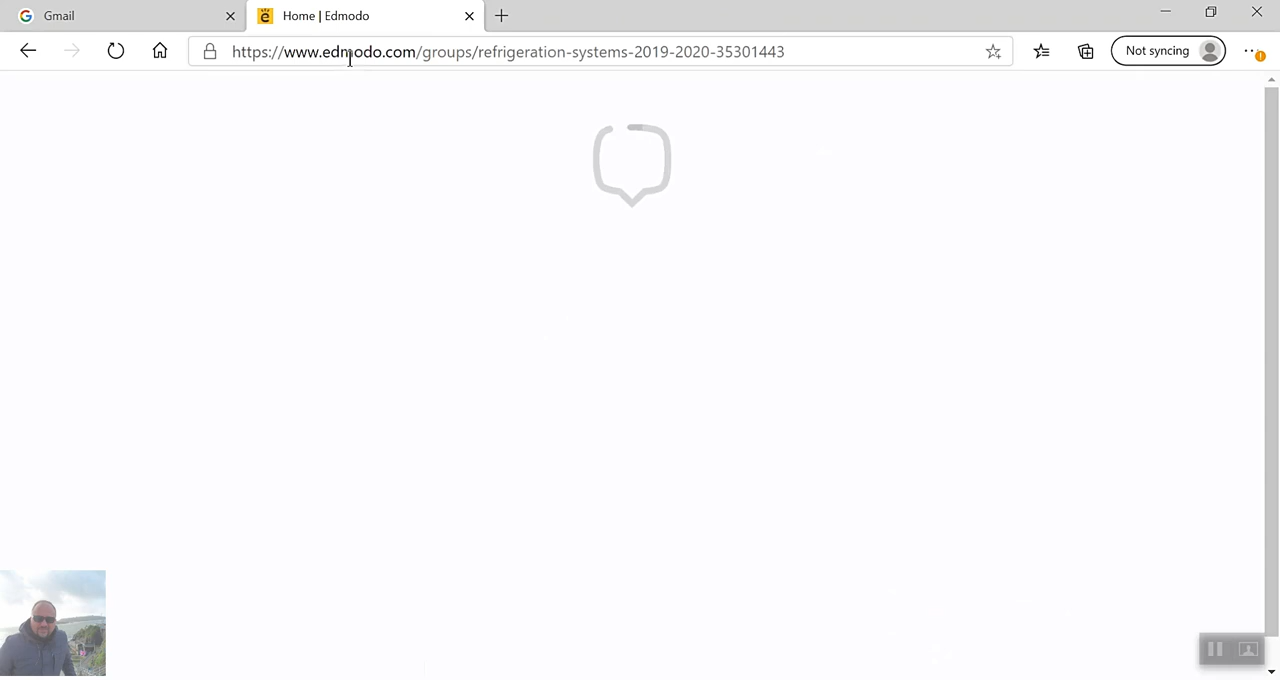 Gmail
Home | Edmodo
https://www.edmodo.com/groups/refrigeration-systems-2019-2020-35301443
Not syncing